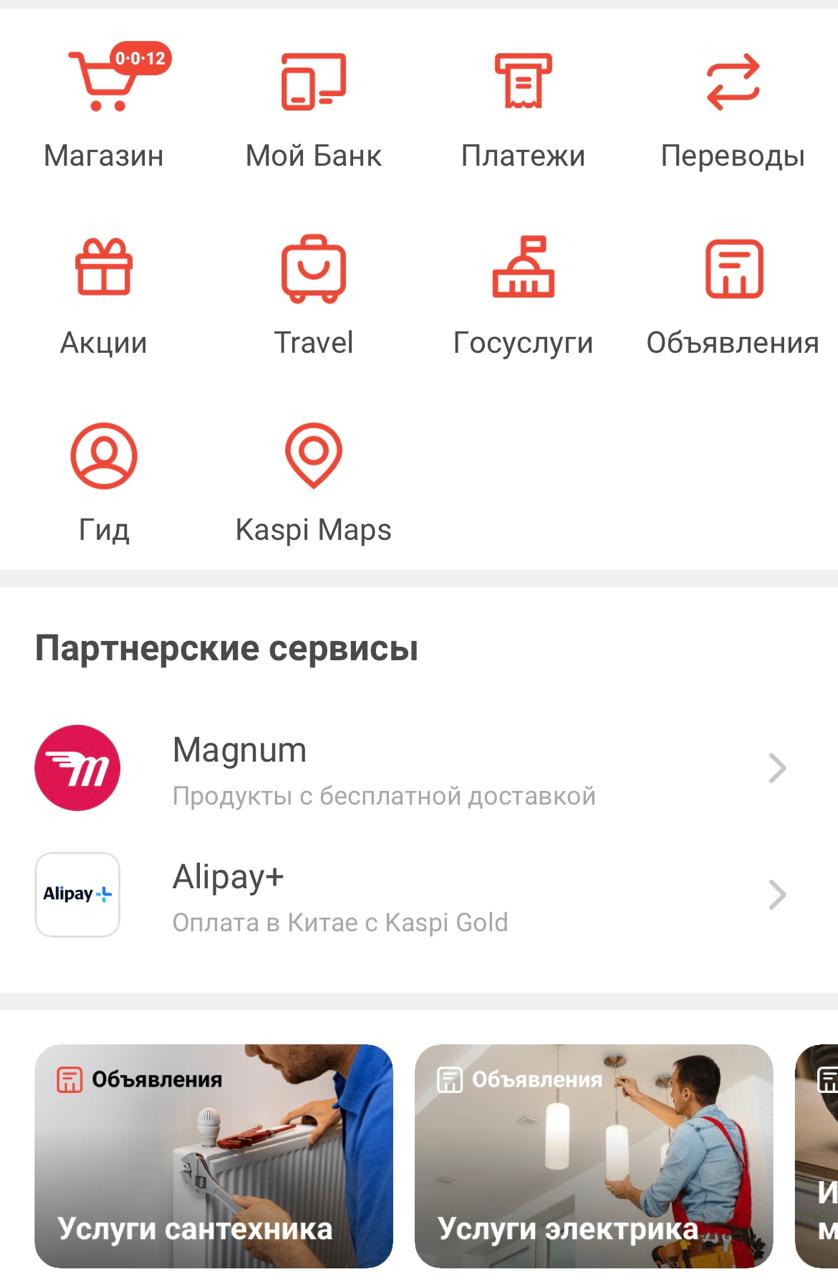 0·0·12
Магазин
Мой Банк
Платежи
Переводы
Акции
Travel
Госуслуги
Объявления
Гид
Kaspi Maps
Партнерские сервисы
Magnum
Продукты с бесплатной доставкой
Alipay+
Alipay+
Оплата в Китае с Kaspi Gold
Объявления
Услуги сантехника
Объявления
Услуги электрика